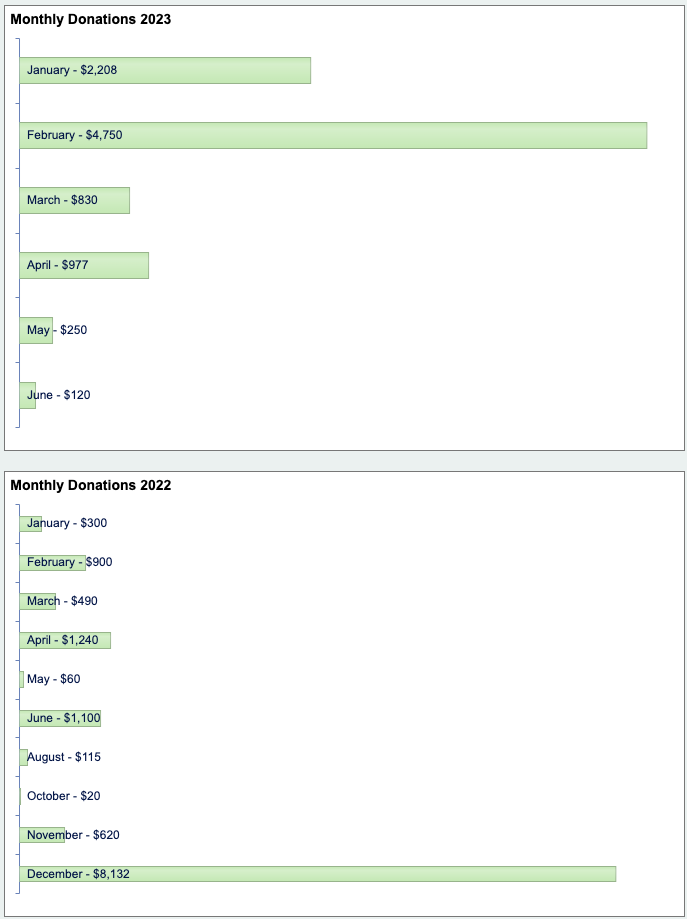 Monthly Donations 2023
January - $2,208
February - $4,750
March - $830
April - $977
May - $250
June - $120
Monthly Donations 2022
January - $300
February - $900
March - $490
April - $1,240
May - $60
June - $1,100
August - $115
October - $20
November - $620
December - $8,132